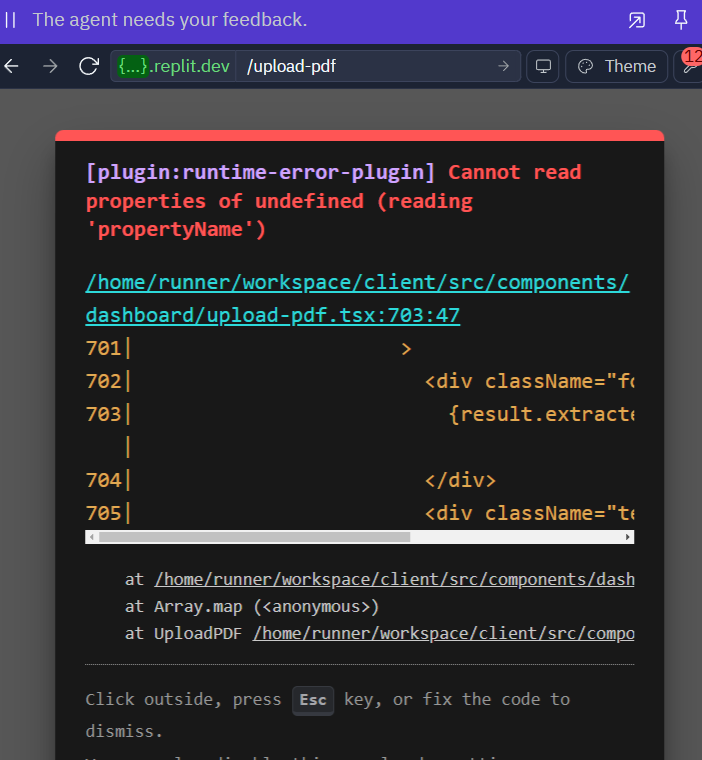 The agent needs your feedback.
{...}.replit.dev /upload-pdf Theme 12
[plugin:runtime-error-plugin] Cannot read
properties of undefined (reading
'propertyName')
/home/runner/workspace/client/src/components/
dashboard/upload-pdf.tsx:703:47
701| >
702| <div className="fo
703| {result.extracte
|
704| </div>
705| <div className="te
at /home/runner/workspace/client/src/components/dash
at Array.map (<anonymous>)
at UploadPDF /home/runner/workspace/client/src/compo
Click outside, press Esc key, or fix the code to
dismiss.